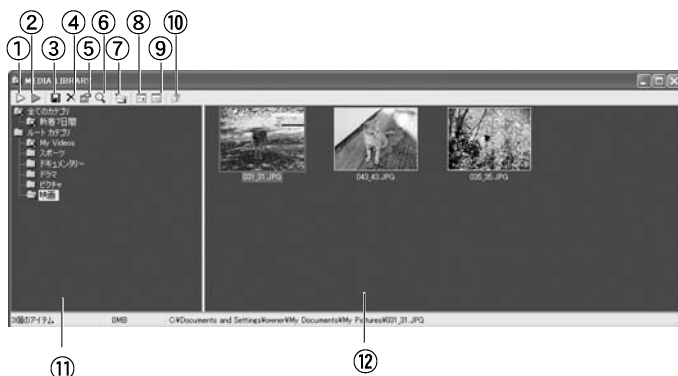 ② ④ ⑥ ⑧ ⑩
① ③ ⑤ ⑦ ⑨
MEDIA LIBRARY
全てのカテゴリ
新着7日間
ルート カテゴリ
My Videos
スポーツ
ドキュメンタリー
ドラマ
ピクチャ
映画
031_31.JPG 043_43.JPG 035_35.JPG
3個のアイテム 0MB C:¥Documents and Settings¥owner¥My Documents¥My Pictures¥031_31.JPG
⑪ ⑫